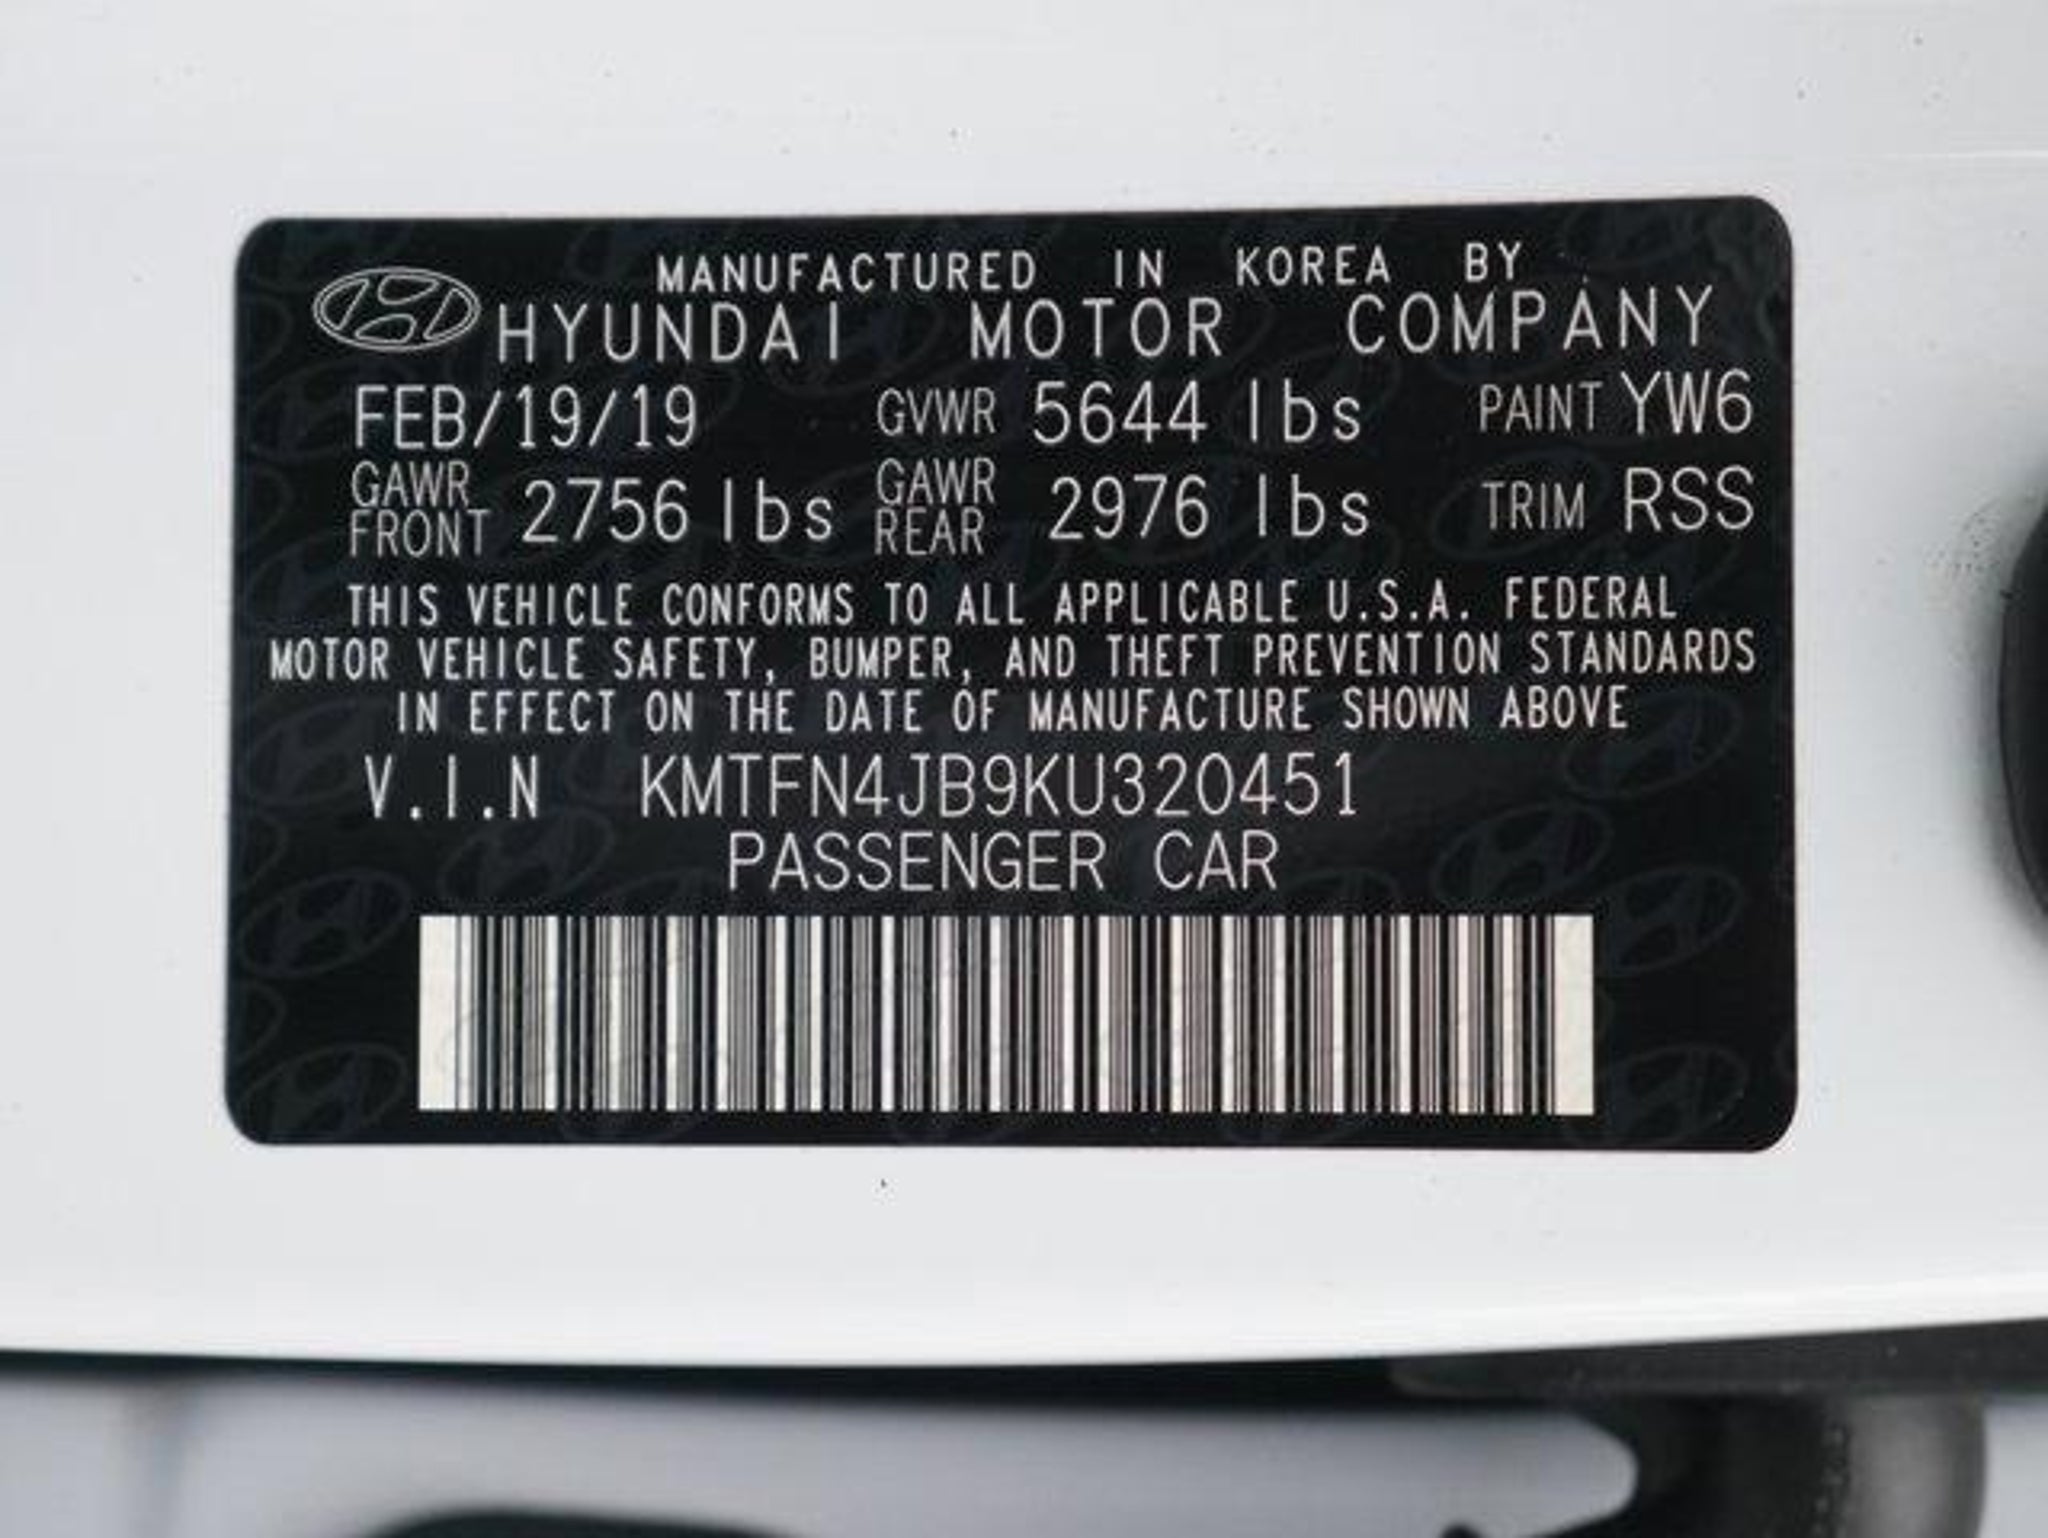 MANUFACTURED IN KOREA BY
HYUNDAI MOTOR COMPANY
FEB/19/19 GVWR 5644 lbs PAINT YW6
GAWR FRONT 2756 lbs GAWR REAR 2976 lbs TRIM RSS
THIS VEHICLE CONFORMS TO ALL APPLICABLE U.S.A. FEDERAL
MOTOR VEHICLE SAFETY, BUMPER, AND THEFT PREVENTION STANDARDS
IN EFFECT ON THE DATE OF MANUFACTURE SHOWN ABOVE
V.I.N KMTFN4JB9KU320451
PASSENGER CAR